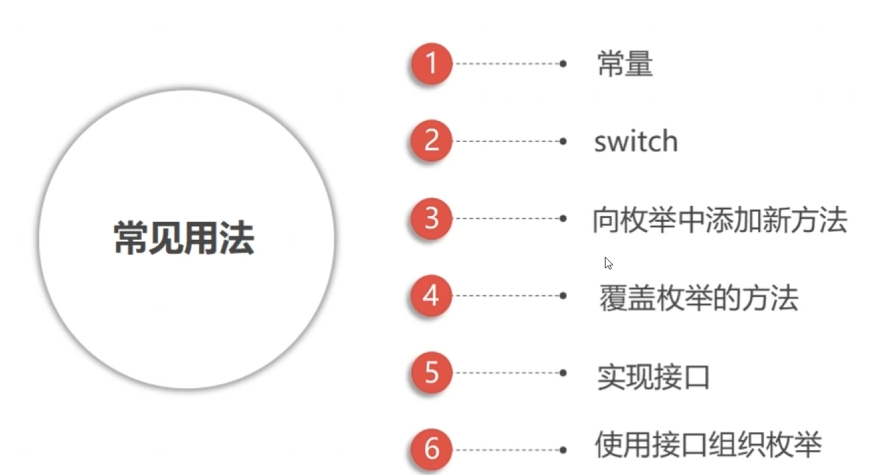 常见用法
1 常量
2 switch
3 向枚举中添加新方法
4 覆盖枚举的方法
5 实现接口
6 使用接口组织枚举